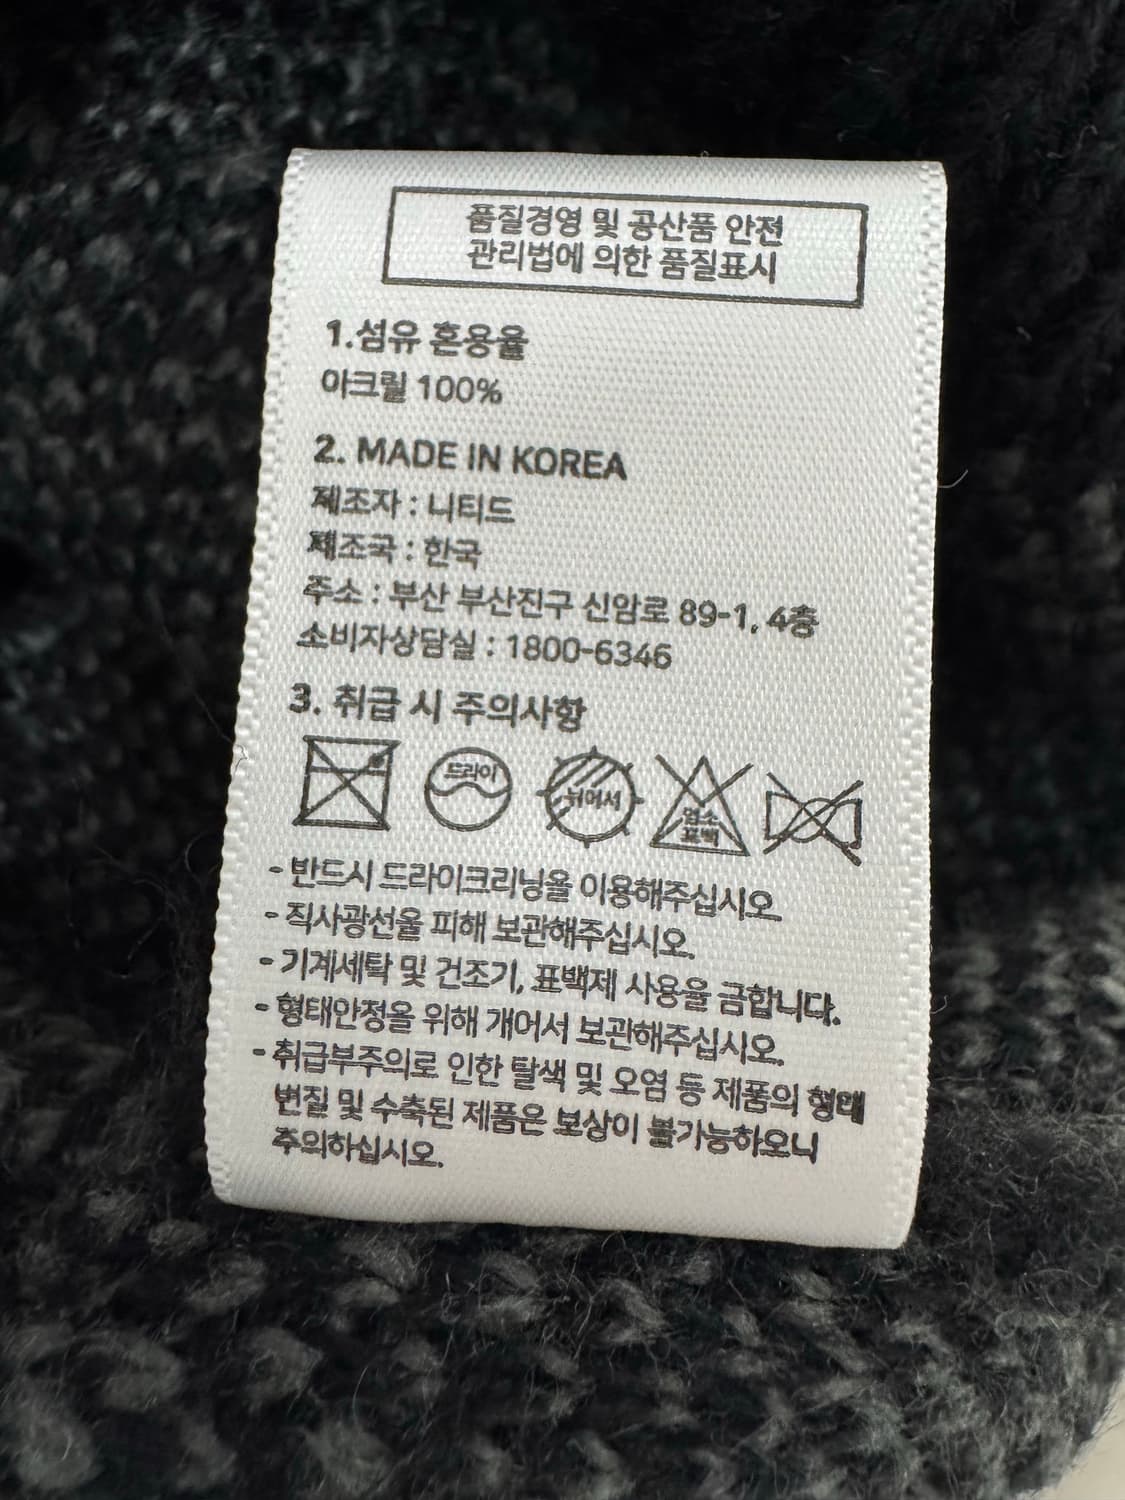 품질경영 및 공산품 안전
관리법에 의한 품질표시
1.섬유 혼용율
아크릴 100%
2. MADE IN KOREA
제조자 : 니티드
제조국 : 한국
주소 : 부산 부산진구 신암로 89-1, 4층
소비자상담실 : 1800-6346
3. 취급 시 주의사항
드라이
뉘어서
염소
표백
- 반드시 드라이크리닝을 이용해주십시오.
- 직사광선을 피해 보관해주십시오.
- 기계세탁 및 건조기, 표백제 사용을 금합니다.
- 형태안정을 위해 개어서 보관해주십시오.
- 취급부주의로 인한 탈색 및 오염 등 제품의 형태
변질 및 수축된 제품은 보상이 불가능하오니
주의하십시오.